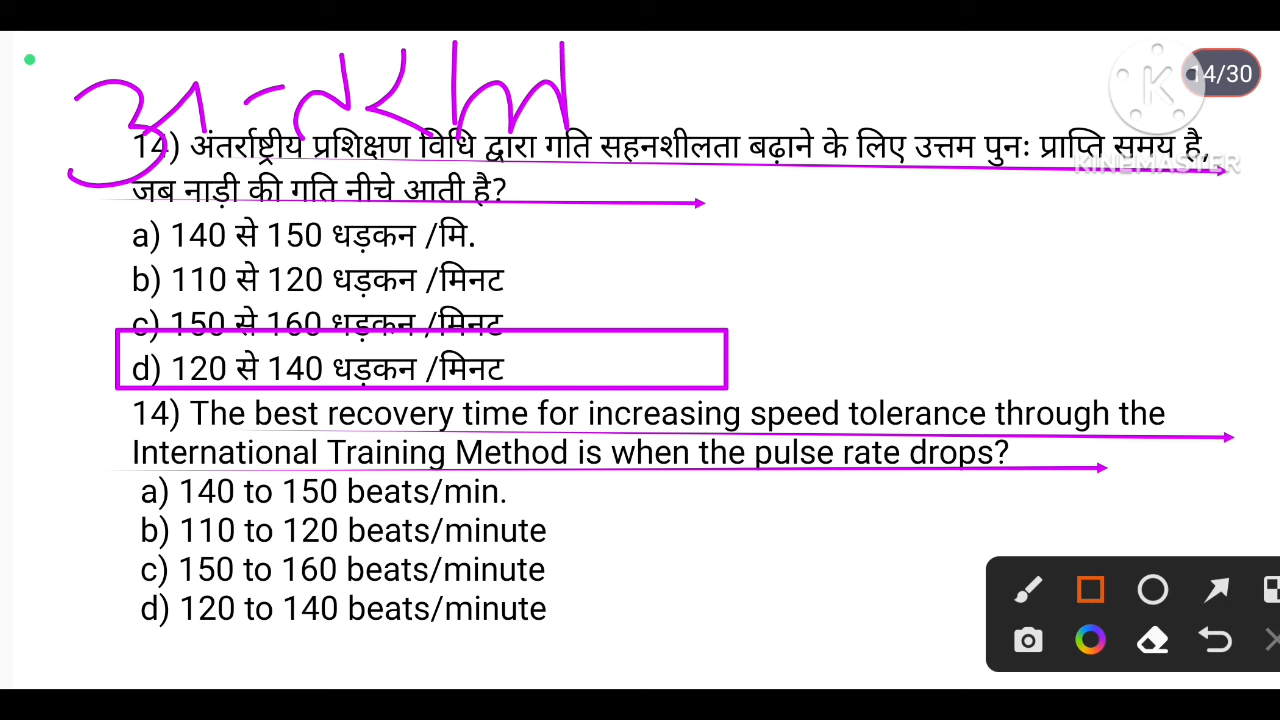 अन्तराल
14/30
14) अंतर्राष्ट्रीय प्रशिक्षण विधि द्वारा गति सहनशीलता बढ़ाने के लिए उत्तम पुनः प्राप्ति समय है,
KINEMASTER
जब नाड़ी की गति नीचे आती है?
a) 140 से 150 धड़कन /मि.
b) 110 से 120 धड़कन /मिनट
c) 150 से 160 धड़कन /मिनट
d) 120 से 140 धड़कन /मिनट
14) The best recovery time for increasing speed tolerance through the
International Training Method is when the pulse rate drops?
a) 140 to 150 beats/min.
b) 110 to 120 beats/minute
c) 150 to 160 beats/minute
d) 120 to 140 beats/minute